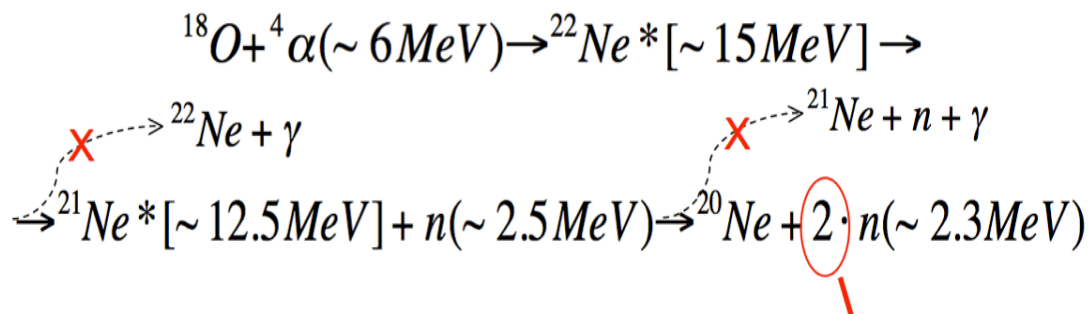 ¹⁸O+⁴α(~ 6MeV)→²²Ne*[~ 15MeV]→
X ²²Ne + γ X ²¹Ne + n + γ
→²¹Ne*[~ 12.5MeV]+ n(~ 2.5MeV)→²⁰Ne + 2· n(~ 2.3MeV)